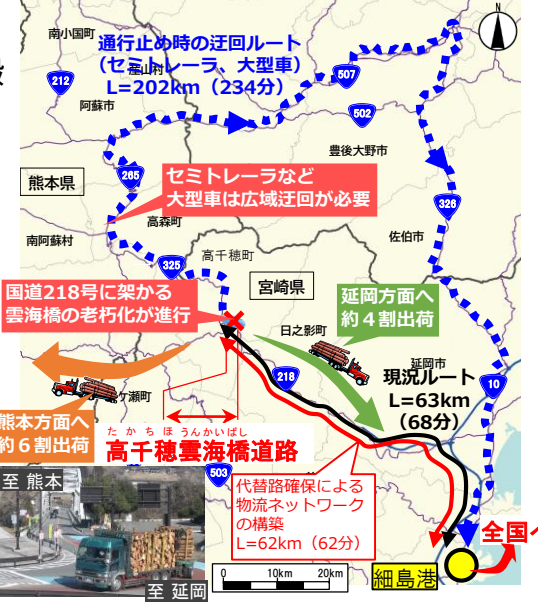 南小国町
通行止め時の迂回ルート
（セミトレーラ、大型車）
L=202km（234分）
産山村
212
507
阿蘇市
502
N
豊後大野市
熊本県
265
セミトレーラなど
大型車は広域迂回が必要
326
高森町
南阿蘇村
佐伯市
325
高千穂町
国道218号に架かる
雲海橋の老朽化が進行
宮崎県
延岡方面へ
約４割出荷
日之影町
延岡市
218
現況ルート
L=63km
（68分）
10
ヶ瀬町
熊本方面へ
約６割出荷
たかちほうんかいばし
高千穂雲海橋道路
503
代替路確保による
物流ネットワーク
の構築
L=62km（62分）
至 熊本
至 延岡
0 10km 20km
細島港
全国へ